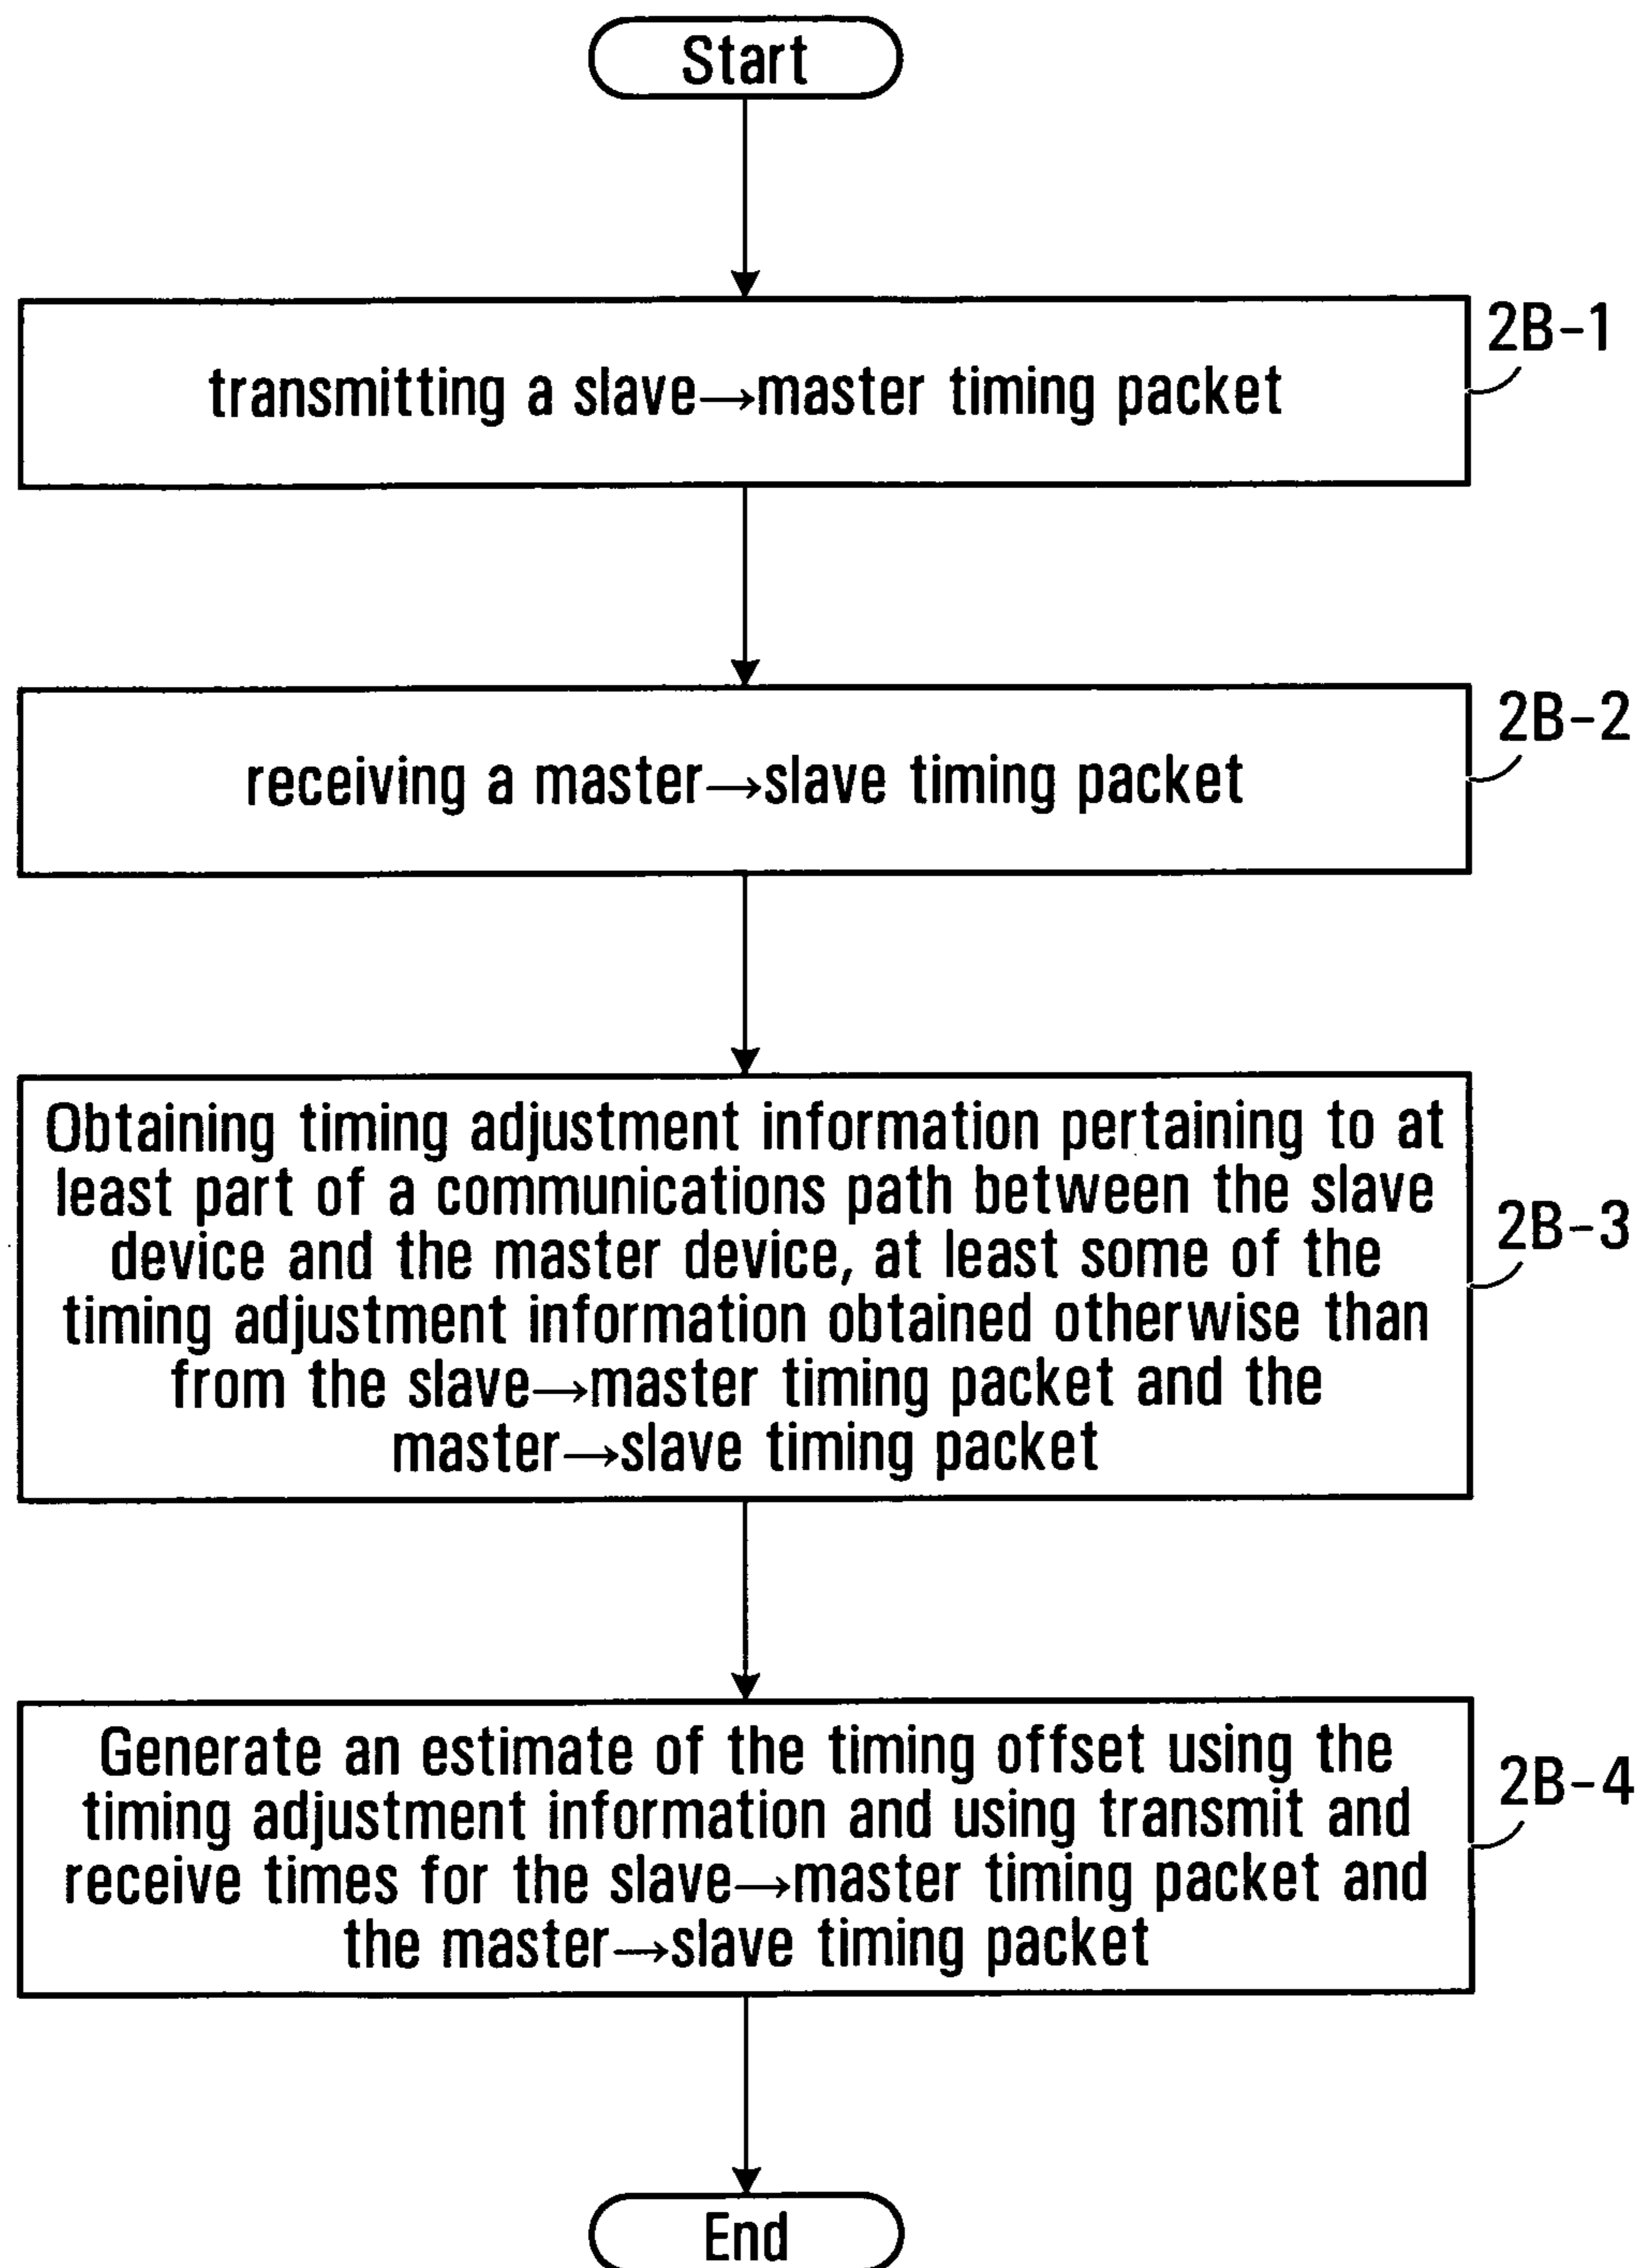 Start
2B-1
transmitting a slave→master timing packet
2B-2
receiving a master→slave timing packet
Obtaining timing adjustment information pertaining to at
least part of a communications path between the slave
device and the master device, at least some of the
timing adjustment information obtained otherwise than
from the slave→master timing packet and the
master→slave timing packet
2B-3
Generate an estimate of the timing offset using the
timing adjustment information and using transmit and
receive times for the slave→master timing packet and
the master→slave timing packet
2B-4
End